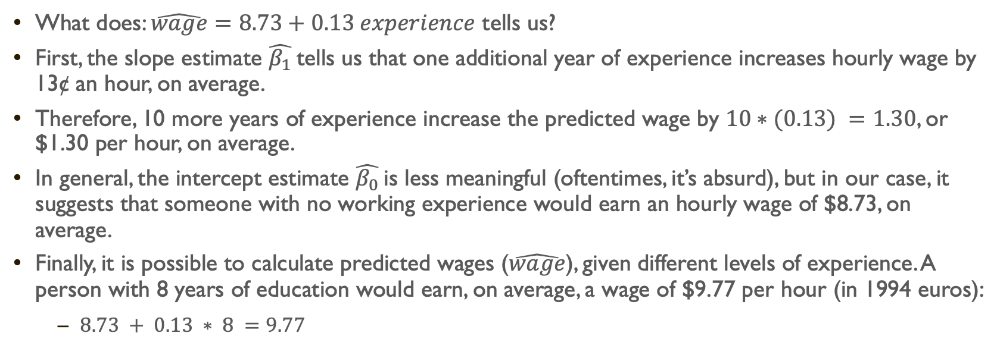 • What does: $\widehat{wage} = 8.73 + 0.13\ experience$ tells us?
• First, the slope estimate $\widehat{\beta_1}$ tells us that one additional year of experience increases hourly wage by
13¢ an hour, on average.
• Therefore, 10 more years of experience increase the predicted wage by $10 * (0.13) = 1.30$, or
$1.30 per hour, on average.
• In general, the intercept estimate $\widehat{\beta_0}$ is less meaningful (oftentimes, it's absurd), but in our case, it
suggests that someone with no working experience would earn an hourly wage of $8.73, on
average.
• Finally, it is possible to calculate predicted wages ($\widehat{wage}$), given different levels of experience. A
person with 8 years of education would earn, on average, a wage of $9.77 per hour (in 1994 euros):
– $8.73 + 0.13 * 8 = 9.77$